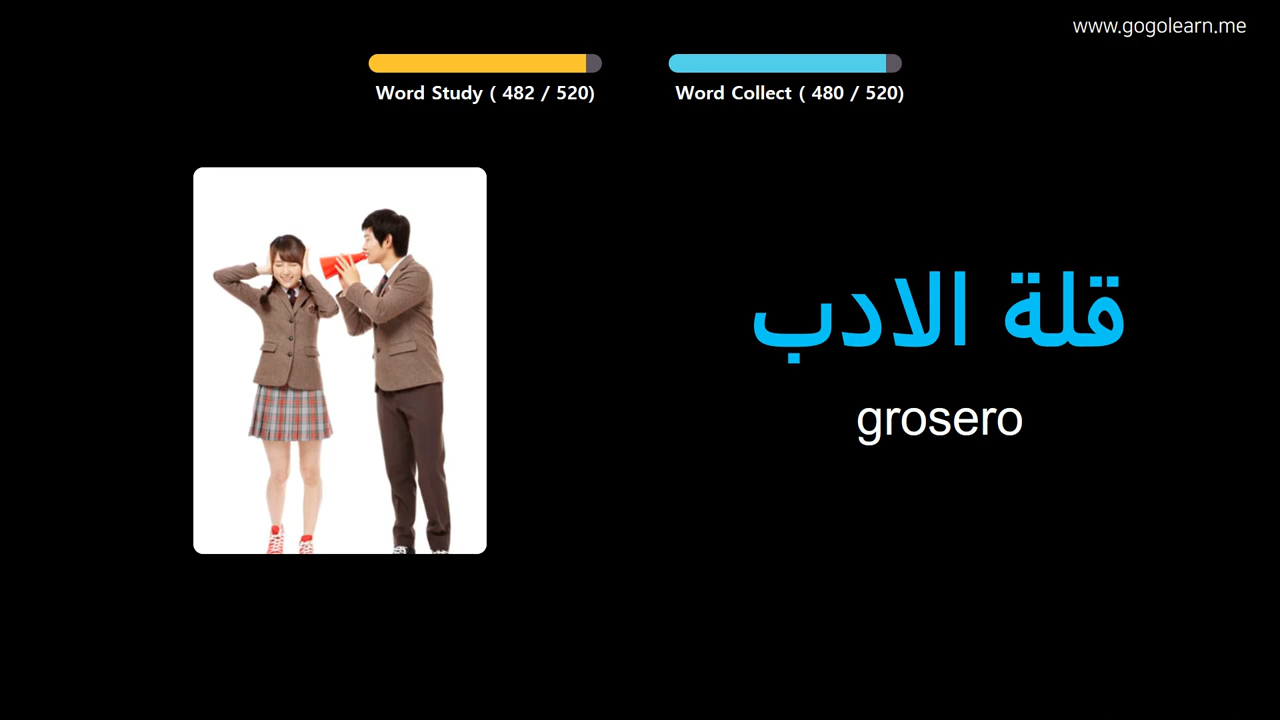 www.gogolearn.me
Word Study ( 482 / 520)
Word Collect ( 480 / 520)
قلة الادب
grosero